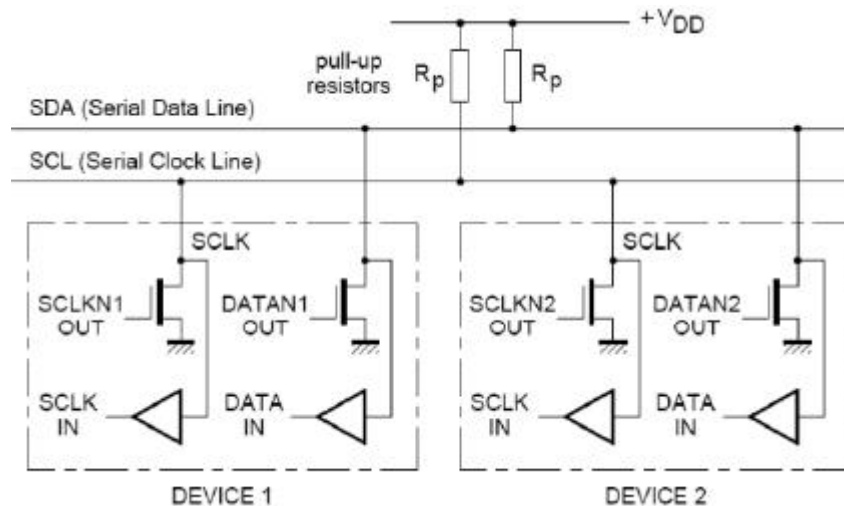 +VDD
pull-up
resistors
Rp
Rp
SDA (Serial Data Line)
SCL (Serial Clock Line)
SCLK
SCLKN1
OUT
DATAN1
OUT
SCLK
IN
DATA
IN
DEVICE 1
SCLK
SCLKN2
OUT
DATAN2
OUT
SCLK
IN
DATA
IN
DEVICE 2